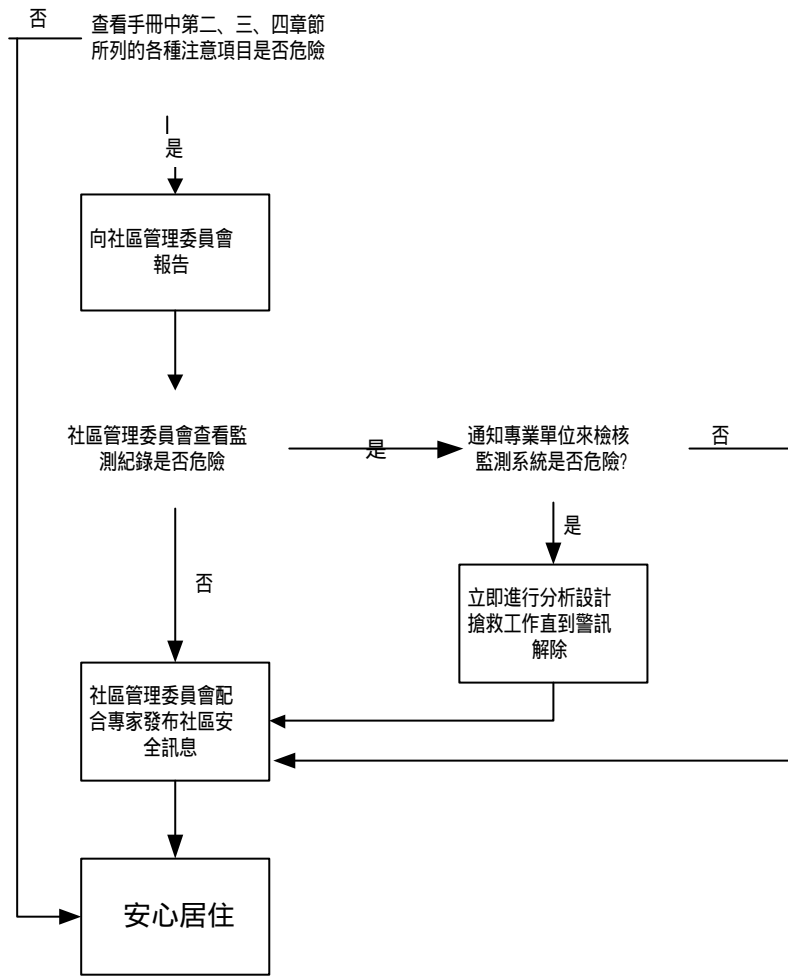 否
查看手冊中第二、三、四章節
所列的各種注意項目是否危險
是
向社區管理委員會
報告
社區管理委員會查看監
測紀錄是否危險
是
通知專業單位來檢核
監測系統是否危險?
否
是
否
立即進行分析設計
搶救工作直到警訊
解除
社區管理委員會配
合專家發布社區安
全訊息
安心居住